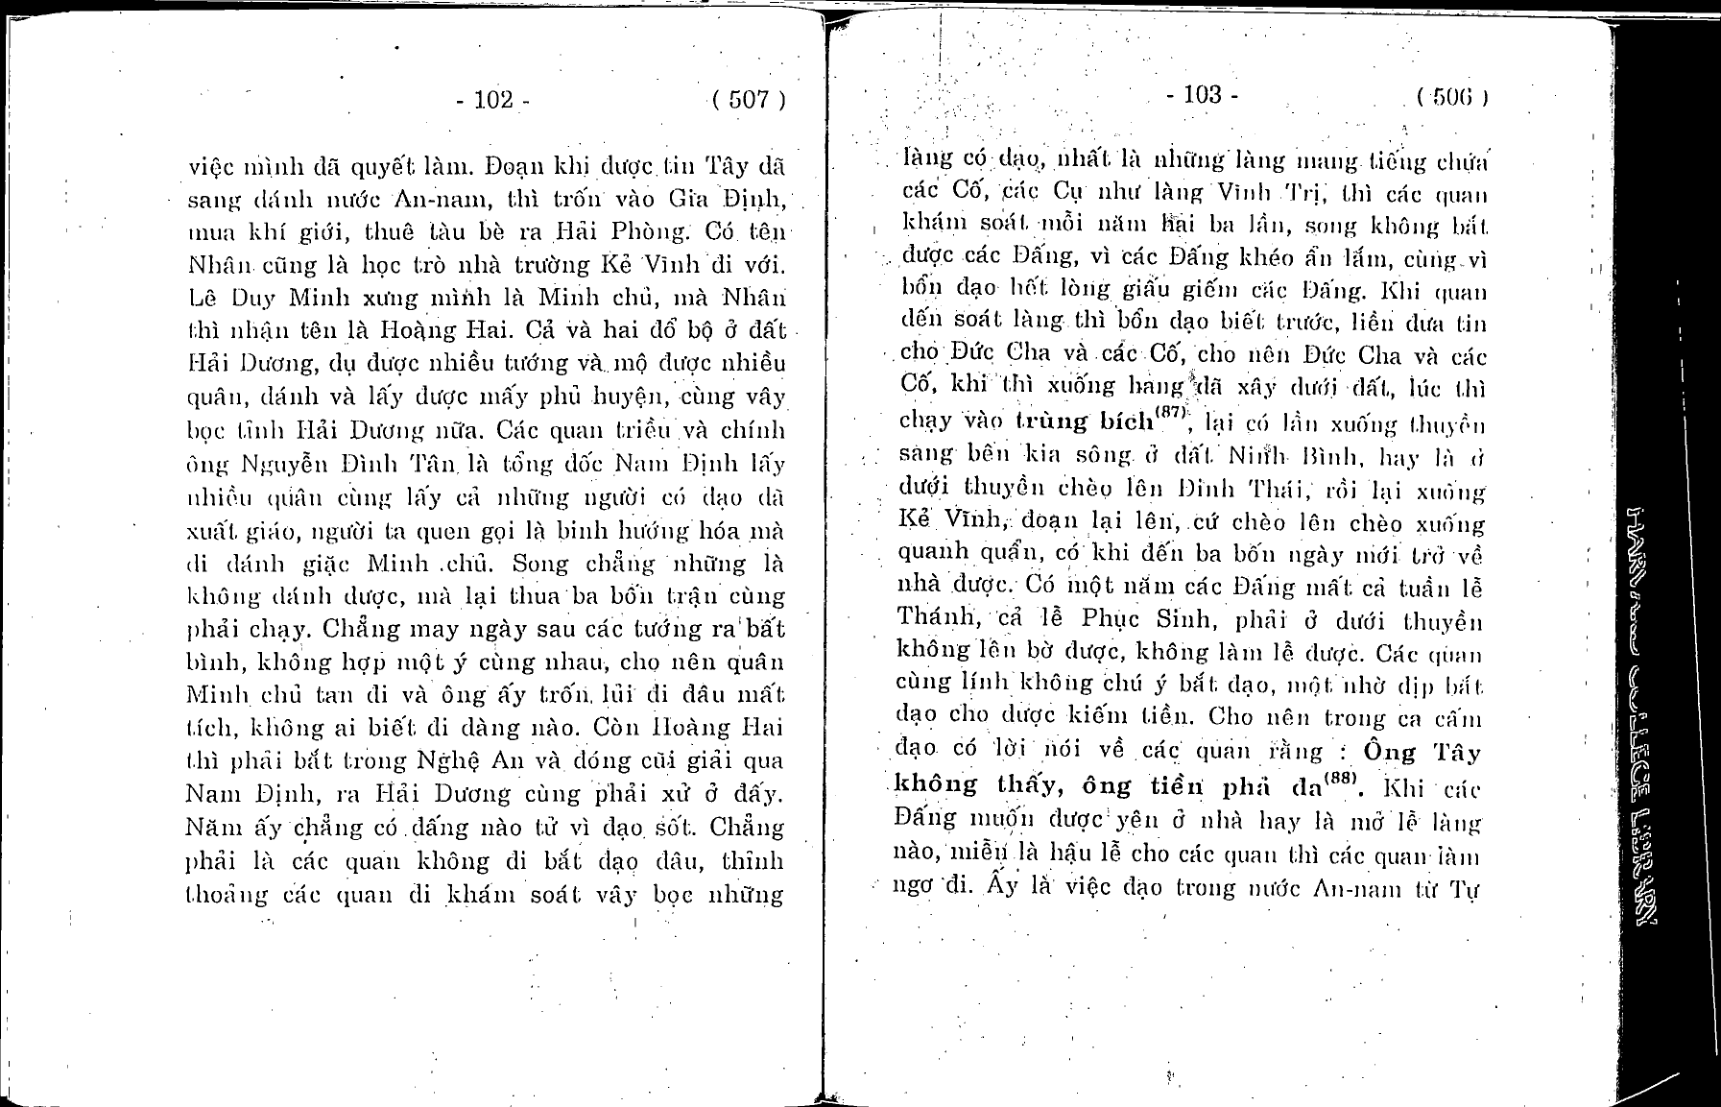 - 102 -
( 507 )
việc mình đã quyết làm. Đoạn khi được tin Tây đã
sang đánh nước An-nam, thì trốn vào Gia Định,
mua khí giới, thuê tàu bè ra Hải Phòng. Có tên
Nhân cũng là học trò nhà trường Kẻ Vĩnh đi với.
Lê Duy Minh xưng mình là Minh chủ, mà Nhân
thì nhận tên là Hoàng Hai. Cả và hai đổ bộ ở đất
Hải Dương, dụ được nhiều tướng và mộ được nhiều
quân, đánh và lấy được mấy phủ huyện, cùng vây
bọc tỉnh Hải Dương nữa. Các quan triều và chính
ông Nguyễn Đình Tân là tổng đốc Nam Định lấy
nhiều quân cùng lấy cả những người có đạo đã
xuất giáo, người ta quen gọi là binh hướng hóa mà
đi đánh giặc Minh chủ. Song chẳng những là
không đánh được, mà lại thua ba bốn trận cùng
phải chạy. Chẳng may ngày sau các tướng ra bất
bình, không hợp một ý cùng nhau, cho nên quân
Minh chủ tan đi và ông ấy trốn lủi đi đâu mất
tích, không ai biết đi đàng nào. Còn Hoàng Hai
thì phải bắt trong Nghệ An và đóng cũi giải qua
Nam Định, ra Hải Dương cùng phải xử ở đấy.
Năm ấy chẳng có đấng nào tử vì đạo sốt. Chẳng
phải là các quan không đi bắt đạo đâu, thỉnh
thoảng các quan đi khám soát vây bọc những
- 103 -
( 506 )
làng có đạo, nhất là những làng mang tiếng chứa
các Cố, các Cụ như làng Vĩnh Trị, thì các quan
khám soát mỗi năm hai ba lần, song không bắt
được các Đấng, vì các Đấng khéo ẩn lắm, cùng vì
bổn đạo hết lòng giấu giếm các Đấng. Khi quan
đến soát làng thì bổn đạo biết trước, liền đưa tin
cho Đức Cha và các Cố, cho nên Đức Cha và các
Cố, khi thì xuống hang đã xây dưới đất, lúc thì
chạy vào trùng bích(87), lại có lần xuống thuyền
sang bên kia sông ở đất Ninh Bình, hay là ở
dưới thuyền chèo lên Đinh Thái, rồi lại xuống
Kẻ Vĩnh, đoạn lại lên, cứ chèo lên chèo xuống
quanh quẩn, có khi đến ba bốn ngày mới trở về
nhà được. Có một năm các Đấng mất cả tuần lễ
Thánh, cả lễ Phục Sinh, phải ở dưới thuyền
không lên bờ được, không làm lễ được. Các quan
cùng lính không chú ý bắt đạo, một nhờ dịp bắt
đạo cho được kiếm tiền. Cho nên trong ca cấm
đạo có lời nói về các quan rằng : Ông Tây
không thấy, ông tiền phả da(88). Khi các
Đấng muốn được yên ở nhà hay là mở lễ làng
nào, miễn là hậu lễ cho các quan thì các quan làm
ngơ đi. Ấy là việc đạo trong nước An-nam từ Tự
HARVARD COLLEGE LIBRARY